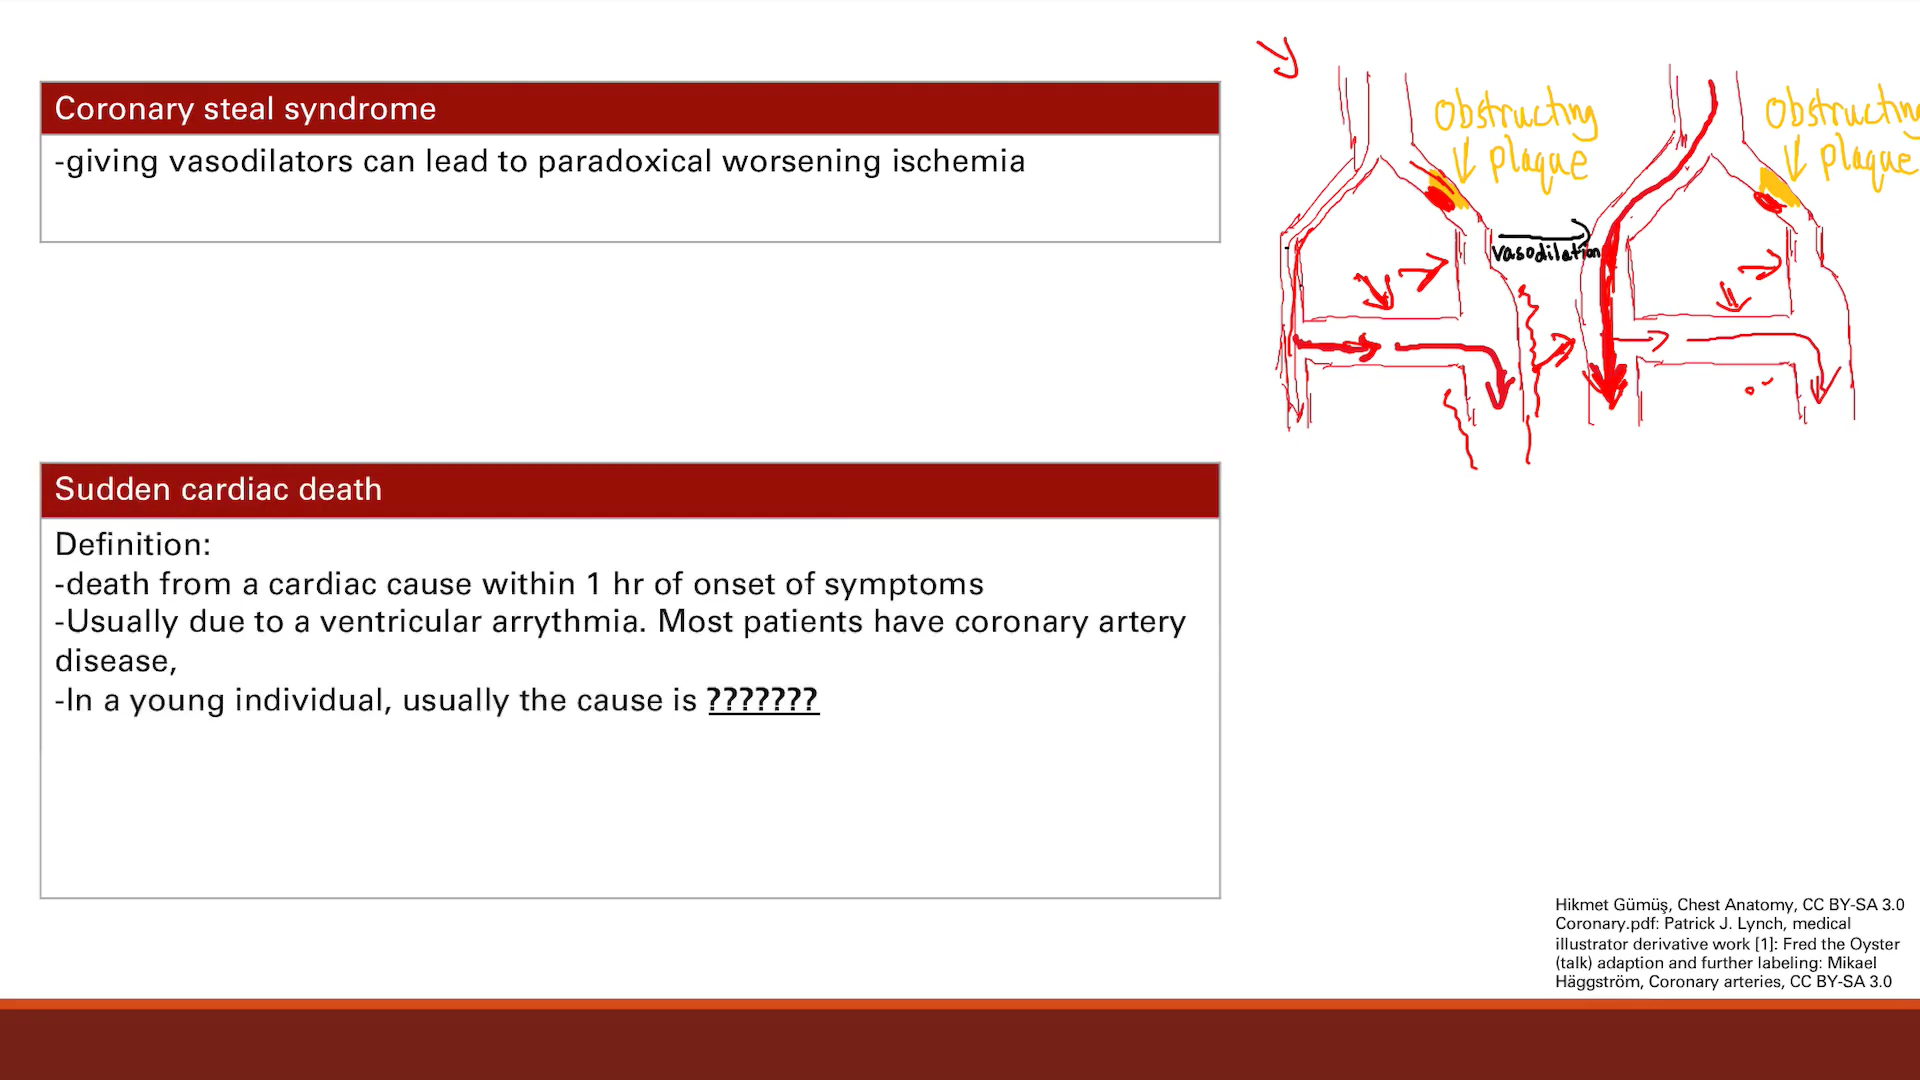 Coronary steal syndrome
-giving vasodilators can lead to paradoxical worsening ischemia
Obstructing
plaque
Obstructing
plaque
vasodilation
Sudden cardiac death
Definition:
-death from a cardiac cause within 1 hr of onset of symptoms
-Usually due to a ventricular arrythmia. Most patients have coronary artery
disease,
-In a young individual, usually the cause is ???????
Hikmet Gümüş, Chest Anatomy, CC BY-SA 3.0
Coronary.pdf: Patrick J. Lynch, medical
illustrator derivative work [1]: Fred the Oyster
(talk) adaption and further labeling: Mikael
Häggström, Coronary arteries, CC BY-SA 3.0